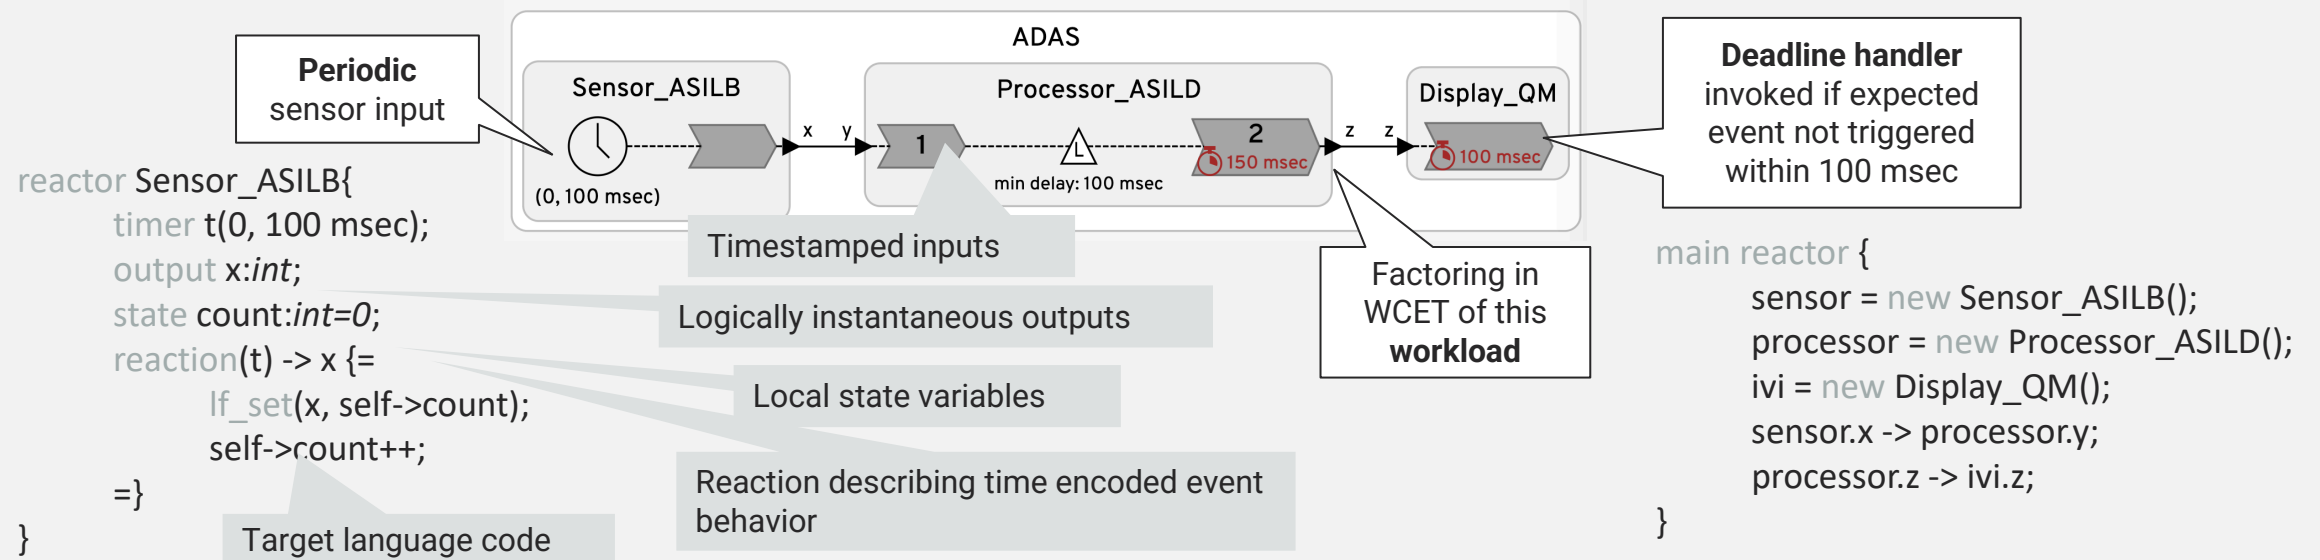 ADAS
Periodic
sensor input
Sensor_ASILB
(0, 100 msec)
x
y
Processor_ASILD
1
L
min delay: 100 msec
2
150 msec
z
z
Display_QM
100 msec
Deadline handler
invoked if expected
event not triggered
within 100 msec
reactor Sensor_ASILB{
timer t(0, 100 msec);
output x:int;
state count:int=0;
reaction(t) -> x {=
lf_set(x, self->count);
self->count++;
=}
}
Timestamped inputs
Logically instantaneous outputs
Local state variables
Reaction describing time encoded event
behavior
Target language code
Factoring in
WCET of this
workload
main reactor {
sensor = new Sensor_ASILB();
processor = new Processor_ASILD();
ivi = new Display_QM();
sensor.x -> processor.y;
processor.z -> ivi.z;
}